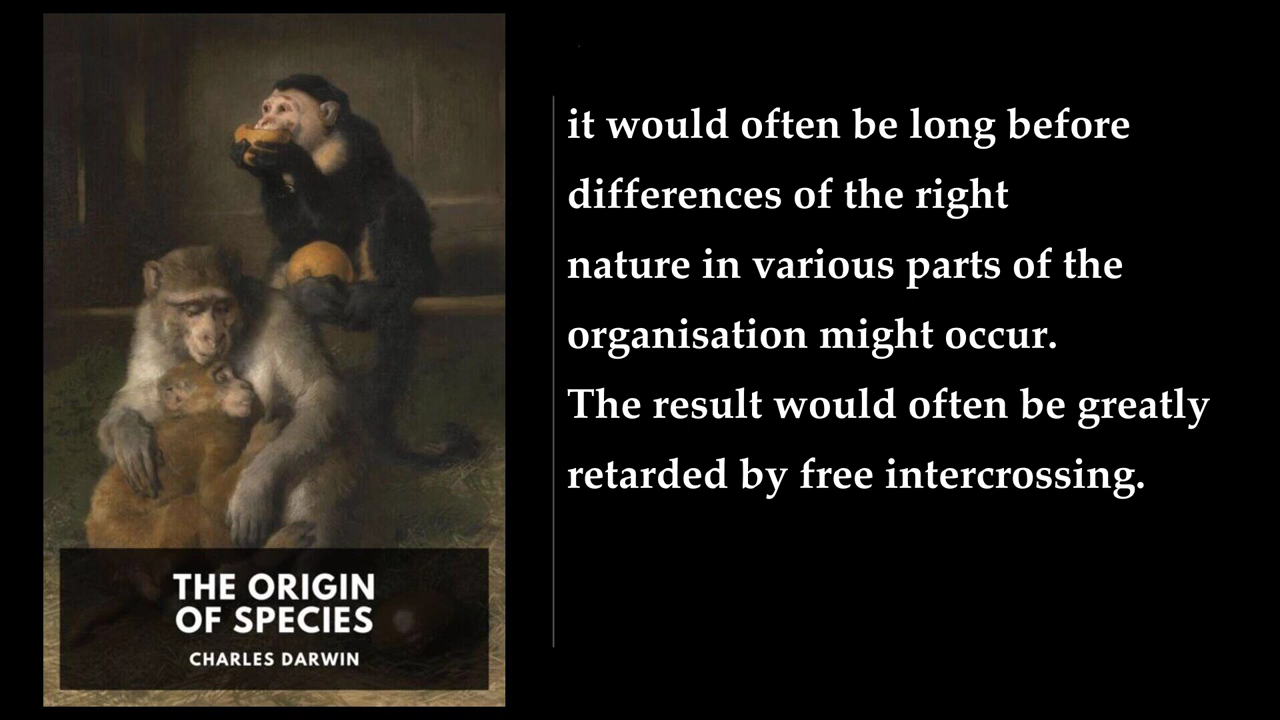 it would often be long before
differences of the right
nature in various parts of the
organisation might occur.
The result would often be greatly
retarded by free intercrossing.
THE ORIGIN
OF SPECIES
CHARLES DARWIN